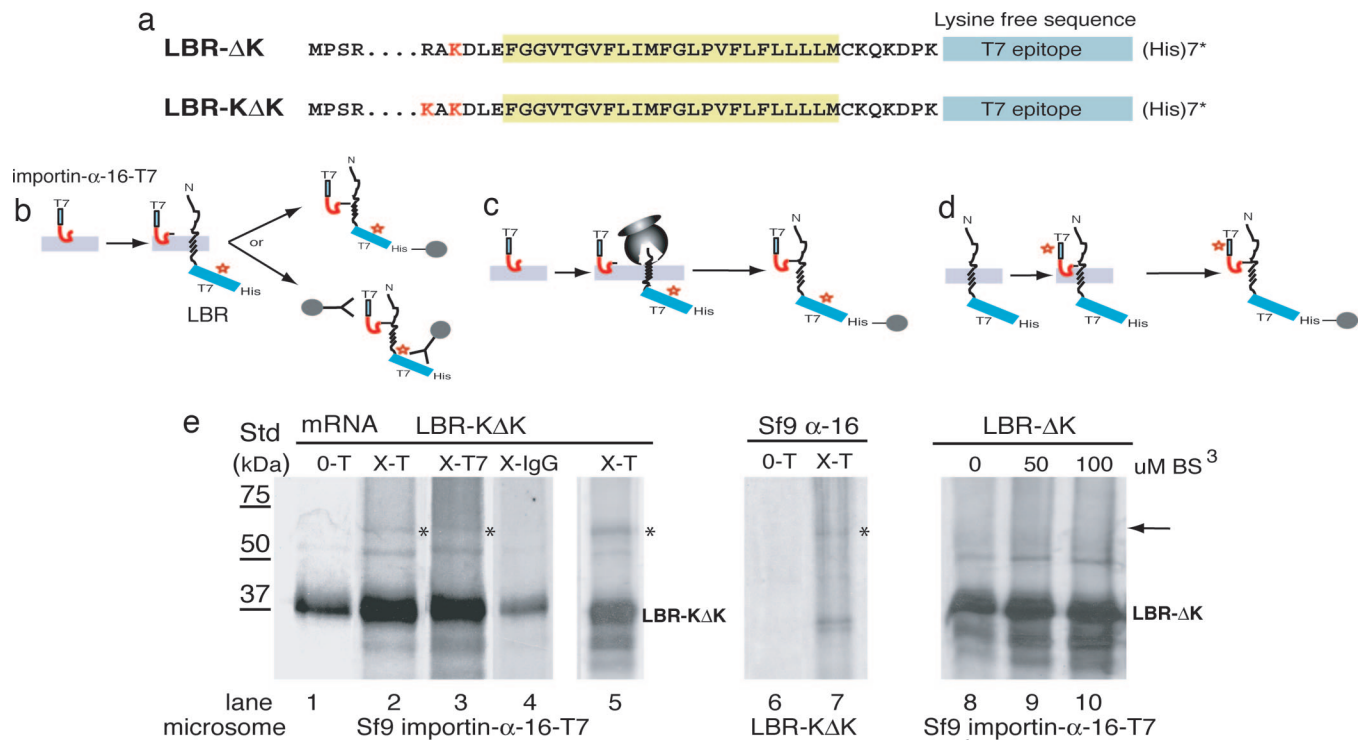 a
Lysine free sequence
LBR-ΔK MPSR....RAKDLEFGGVTGVFLIMFGLPVFLFLLLLMCKQKDPK T7 epitope (His)7*
LBR-KΔK MPSR....KAKDLEFGGVTGVFLIMFGLPVFLFLLLLMCKQKDPK T7 epitope (His)7*
importin-α-16-T7
b
T7
T7
N
T7
His
LBR
or
T7
N
T7
His
T7
N
T7
His
c
T7
T7
T7
His
N
T7
T7
His
d
N
T7
His
N
T7
T7
His
N
T7
T7
His
e
Std
(kDa)
mRNA LBR-KΔK
0-T X-T X-T7 X-IgG X-T
Sf9 α-16
0-T X-T
LBR-ΔK
0 50 100 uM BS3
75
50
37
* * * *
LBR-KΔK
LBR-ΔK
lane 1 2 3 4 5 6 7 8 9 10
microsome Sf9 importin-α-16-T7 LBR-KΔK Sf9 importin-α-16-T7